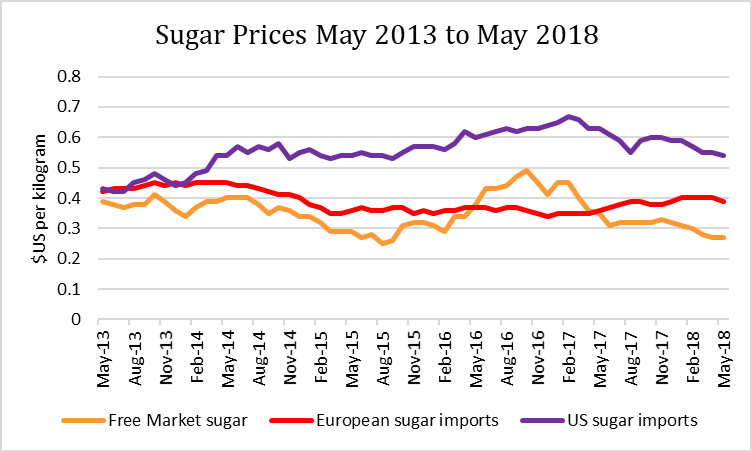 Sugar Prices May 2013 to May 2018
$US per kilogram
0.8
0.7
0.6
0.5
0.4
0.3
0.2
0.1
0
May-13
Aug-13
Nov-13
Feb-14
May-14
Aug-14
Nov-14
Feb-15
May-15
Aug-15
Nov-15
Feb-16
May-16
Aug-16
Nov-16
Feb-17
May-17
Aug-17
Nov-17
Feb-18
May-18
Free Market sugar
European sugar imports
US sugar imports